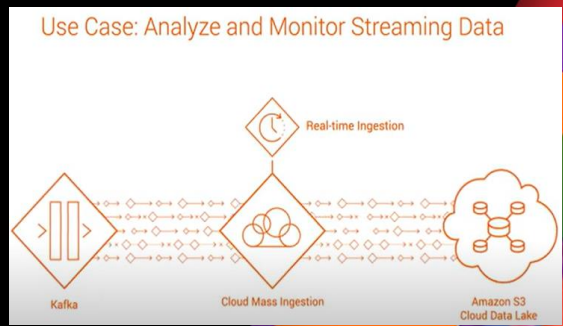 Use Case: Analyze and Monitor Streaming Data
Real-time Ingestion
Kafka
Cloud Mass Ingestion
Amazon S3
Cloud Data Lake